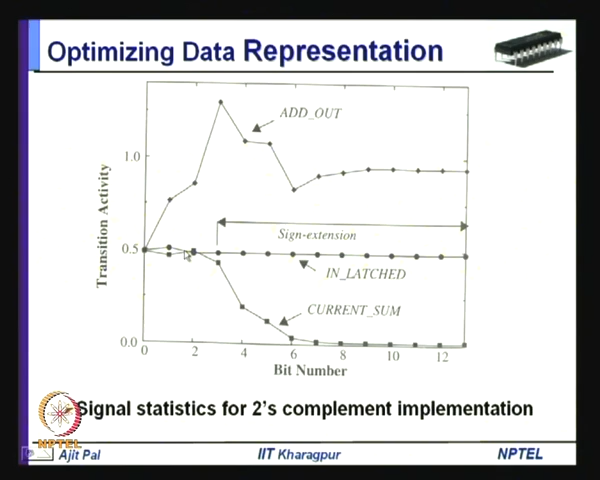 Optimizing Data Representation
ADD_OUT
1.0
Transition Activity
Sign-extension
0.5
IN_LATCHED
CURRENT_SUM
0.0
0 2 4 6 8 10 12
Bit Number
Signal statistics for 2's complement implementation
NPTEL
Ajit Pal IIT Kharagpur NPTEL